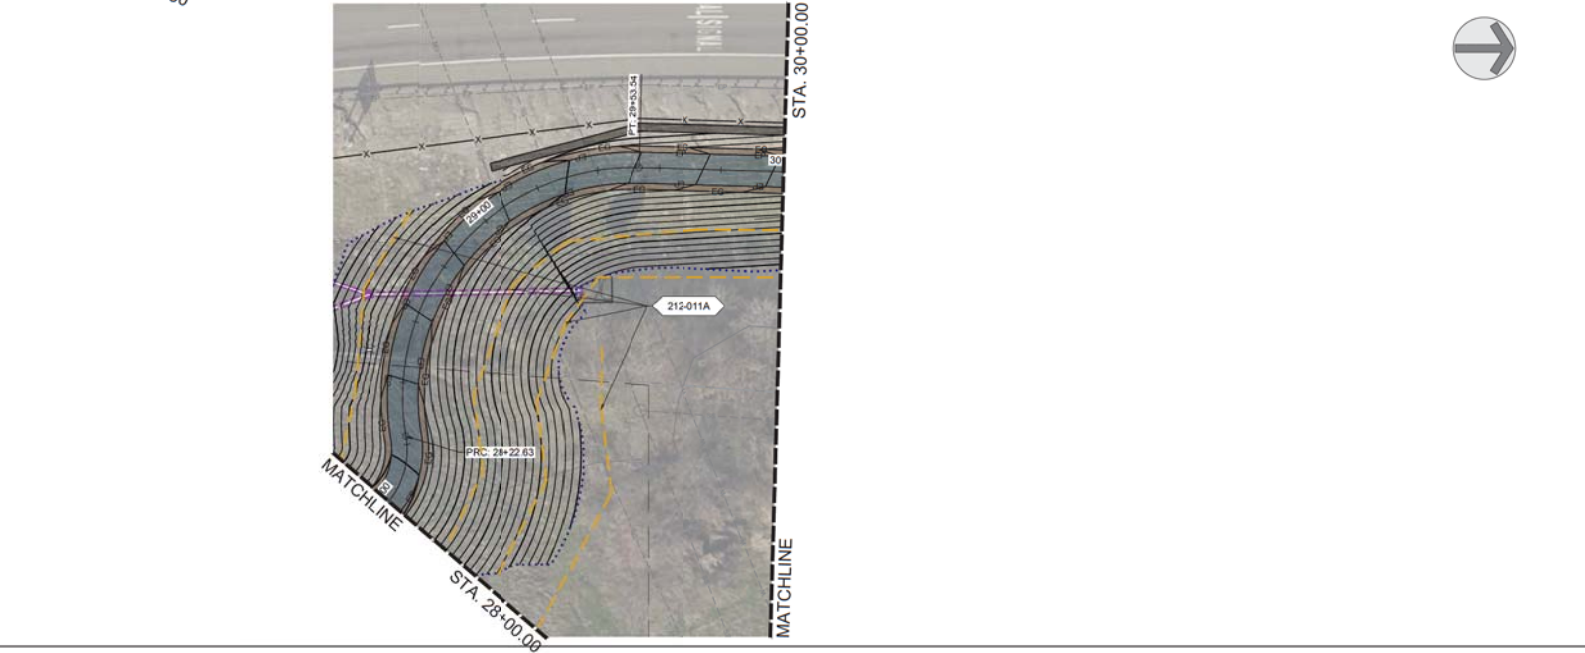 STA. 30+00.00
PT: 29+53.54
30
29+00
212-011A
PRC: 28+22.63
MATCHLINE
STA. 28+00.00
MATCHLINE